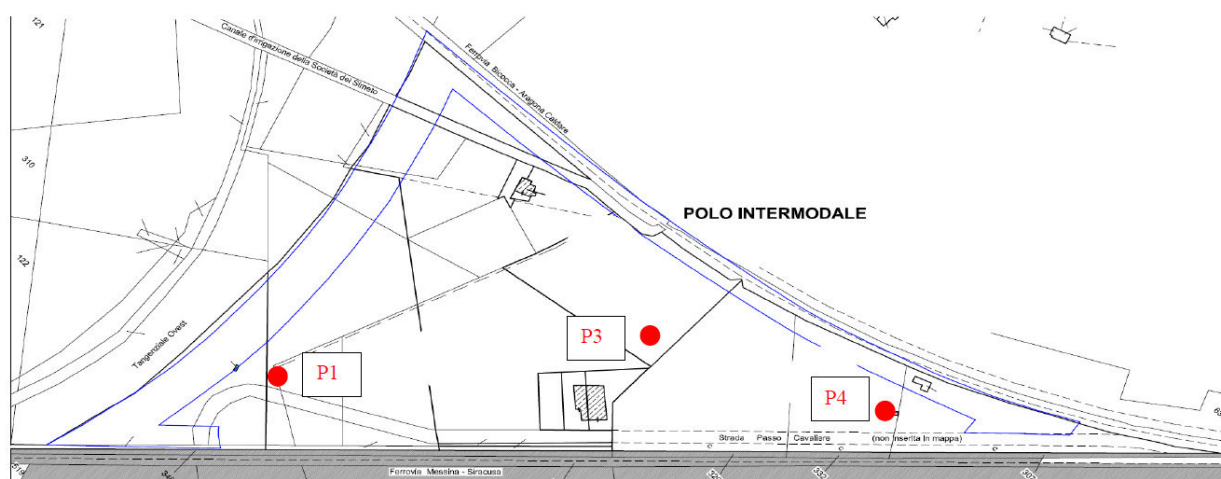 121
Canale d'irrigazione della Società del Simeto
Ferrovia Bicocca - Aragona Caldare
310
POLO INTERMODALE
122
Tangenziale Ovest
P3
P1
P4
Strada Passo Cavaliere (non inserita in mappa)
Ferrovia Messina - Siracusa